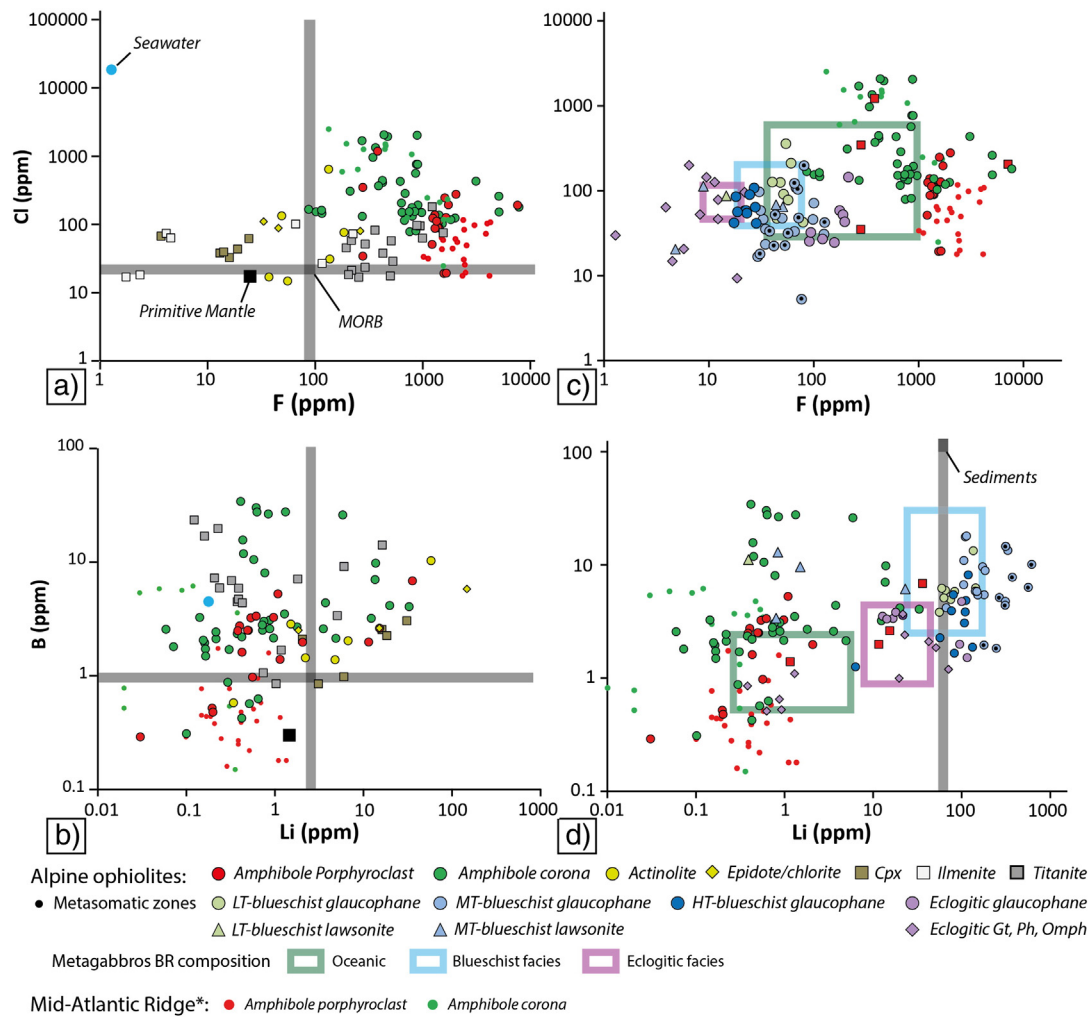 100000
10000
1000
100
10
1
Cl (ppm)
Seawater
Primitive Mantle
MORB
1
10
100
1000
10000
F (ppm)
a)
10000
1000
100
10
1
10
100
1000
10000
F (ppm)
c)
100
10
1
0.1
B (ppm)
0.01
0.1
1
10
100
1000
Li (ppm)
b)
100
10
1
0.1
Sediments
0.01
0.1
1
10
100
1000
Li (ppm)
d)
Alpine ophiolites: Amphibole Porphyroclast Amphibole corona Actinolite Epidote/chlorite Cpx Ilmenite Titanite
Metasomatic zones LT-blueschist glaucophane MT-blueschist glaucophane HT-blueschist glaucophane Eclogitic glaucophane
LT-blueschist lawsonite MT-blueschist lawsonite Eclogitic Gt, Ph, Omph
Metagabbros BR composition Oceanic Blueschist facies Eclogitic facies
Mid-Atlantic Ridge*: Amphibole porphyroclast Amphibole corona